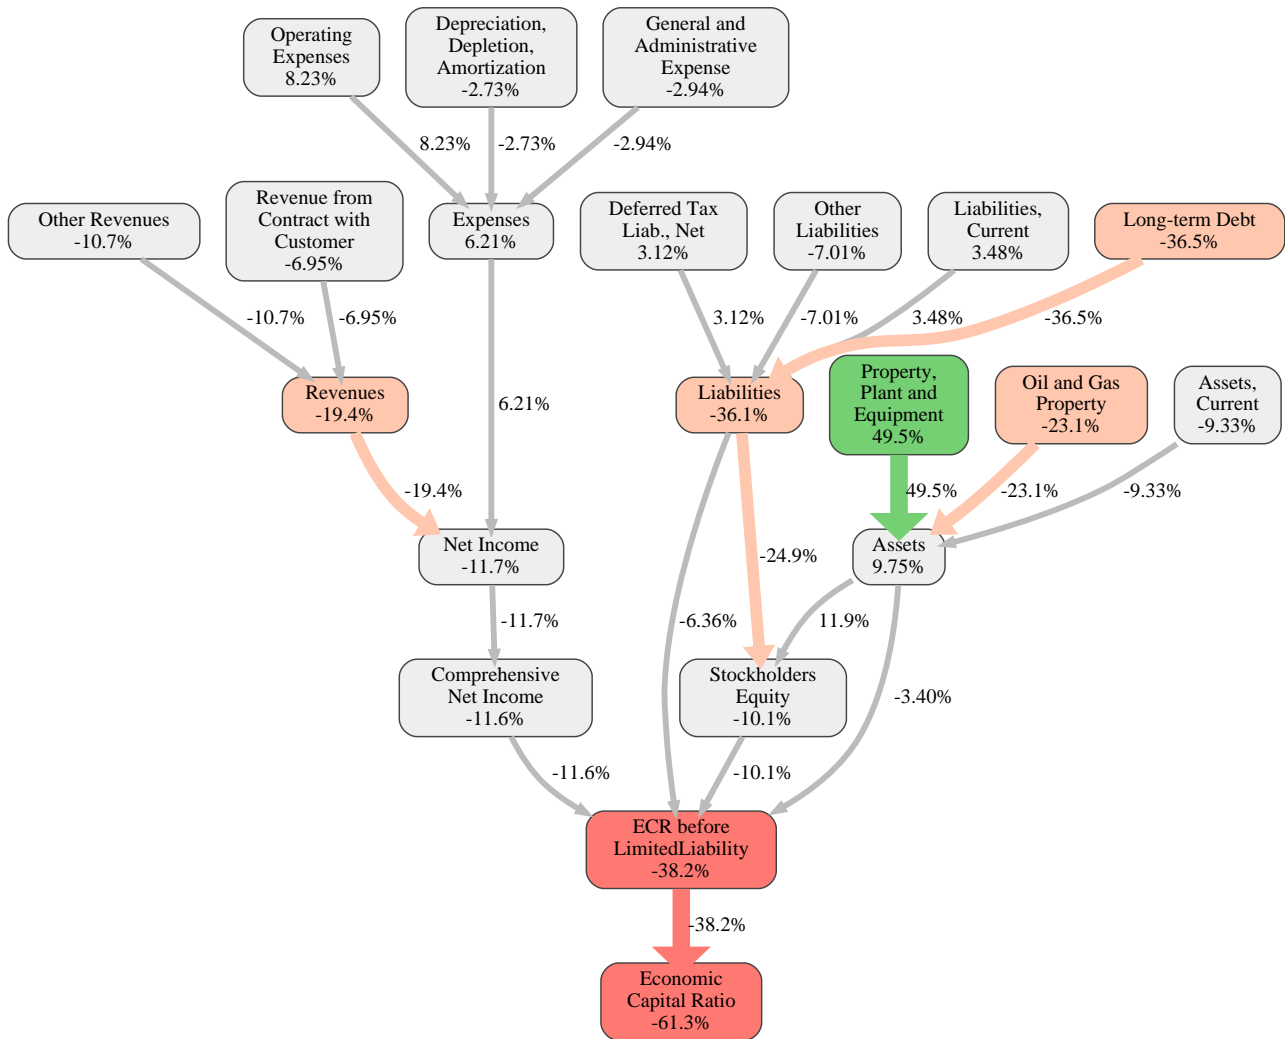 Operating
Expenses
8.23%
Depreciation,
Depletion,
Amortization
-2.73%
General and
Administrative
Expense
-2.94%
8.23%
-2.73%
-2.94%
Other Revenues
-10.7%
Revenue from
Contract with
Customer
-6.95%
Expenses
6.21%
Deferred Tax
Liab., Net
3.12%
Other
Liabilities
-7.01%
Liabilities,
Current
3.48%
Long-term Debt
-36.5%
-10.7%
-6.95%
3.12%
-7.01%
3.48%
-36.5%
Revenues
-19.4%
6.21%
Liabilities
-36.1%
Property,
Plant and
Equipment
49.5%
Oil and Gas
Property
-23.1%
Assets,
Current
-9.33%
-19.4%
49.5%
-23.1%
-9.33%
Net Income
-11.7%
-24.9%
Assets
9.75%
-11.7%
-6.36%
11.9%
Comprehensive
Net Income
-11.6%
Stockholders
Equity
-10.1%
-3.40%
-11.6%
-10.1%
ECR before
LimitedLiability
-38.2%
-38.2%
Economic
Capital Ratio
-61.3%